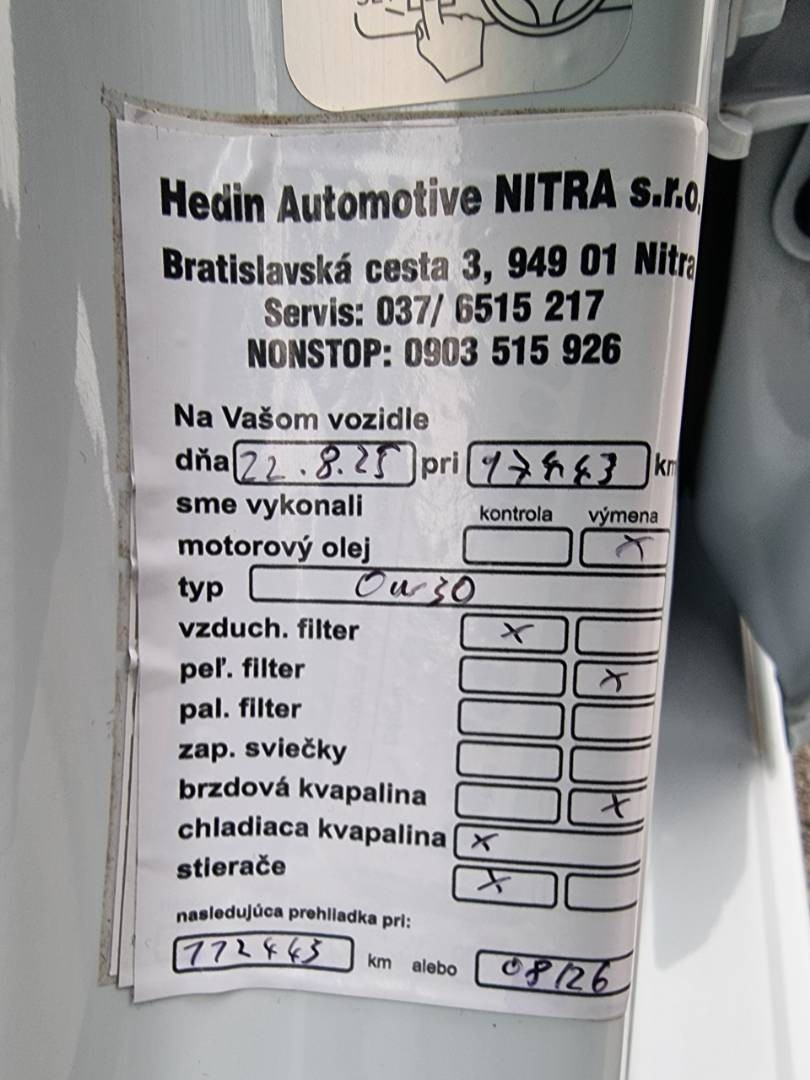 Hedin Automotive NITRA s.r.o.
Bratislavská cesta 3, 949 01 Nitra
Servis: 037/ 6515 217
NONSTOP: 0903 515 926
Na Vašom vozidle
dňa 22.8.25 pri 97443 km
sme vykonali kontrola výmena
motorový olej x
typ 0w30
vzduch. filter x
peľ. filter x
pal. filter
zap. sviečky
brzdová kvapalina x
chladiaca kvapalina x
stierače x
nasledujúca prehliadka pri:
112443 km alebo 08/26